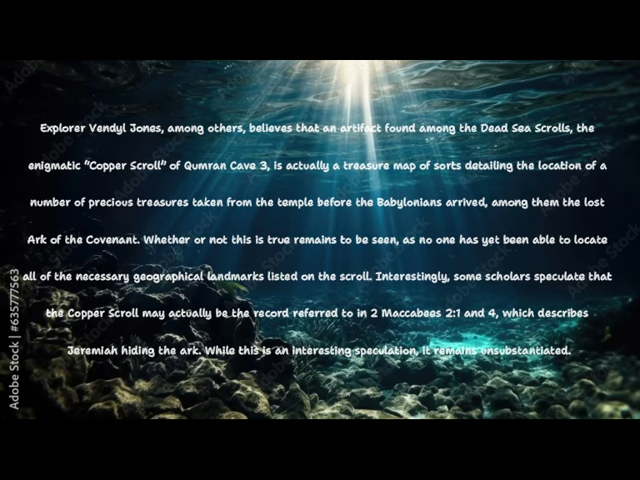 Explorer Vendyl Jones, among others, believes that an artifact found among the Dead Sea Scrolls, the
enigmatic "Copper Scroll" of Qumran Cave 3, is actually a treasure map of sorts detailing the location of a
number of precious treasures taken from the temple before the Babylonians arrived, among them the lost
Ark of the Covenant. Whether or not this is true remains to be seen, as no one has yet been able to locate
all of the necessary geographical landmarks listed on the scroll. Interestingly, some scholars speculate that
the Copper Scroll may actually be the record referred to in 2 Maccabees 2:1 and 4, which describes
Jeremiah hiding the ark. While this is an interesting speculation, it remains unsubstantiated.
Adobe Stock | #635777563